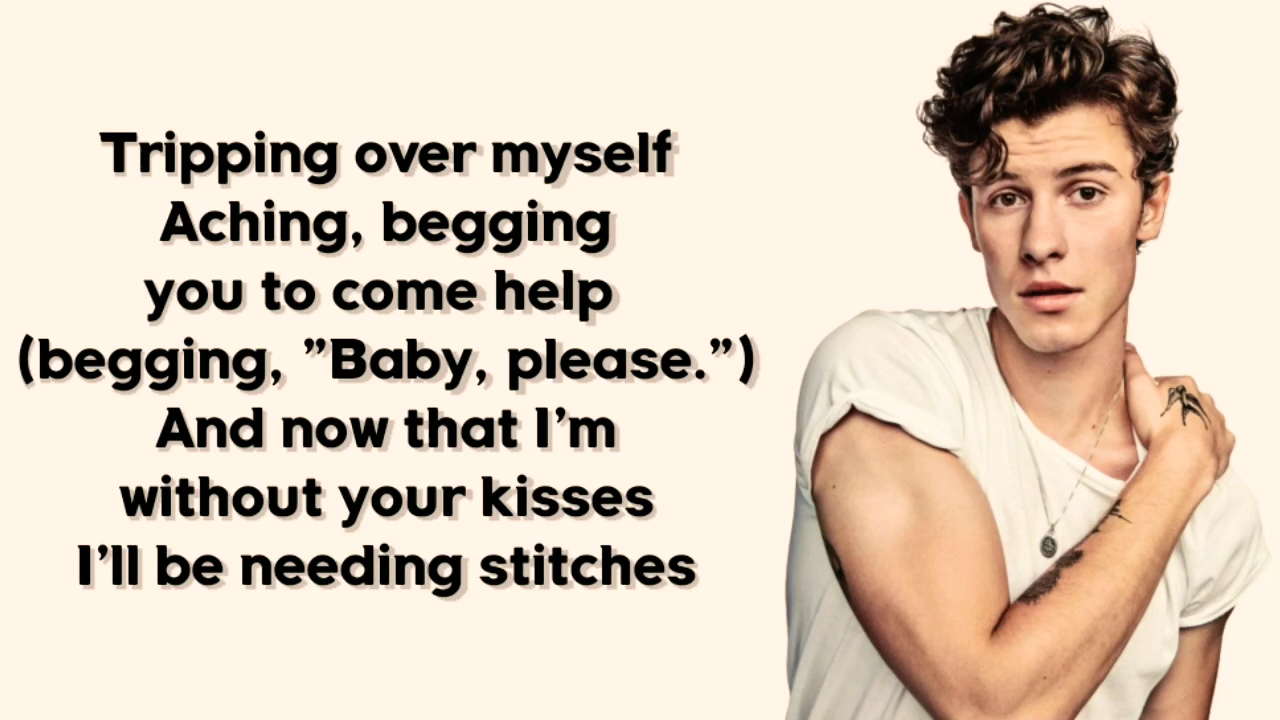 Tripping over myself
Aching, begging
you to come help
(begging, ”Baby, please.”)
And now that I’m
without your kisses
I’ll be needing stitches